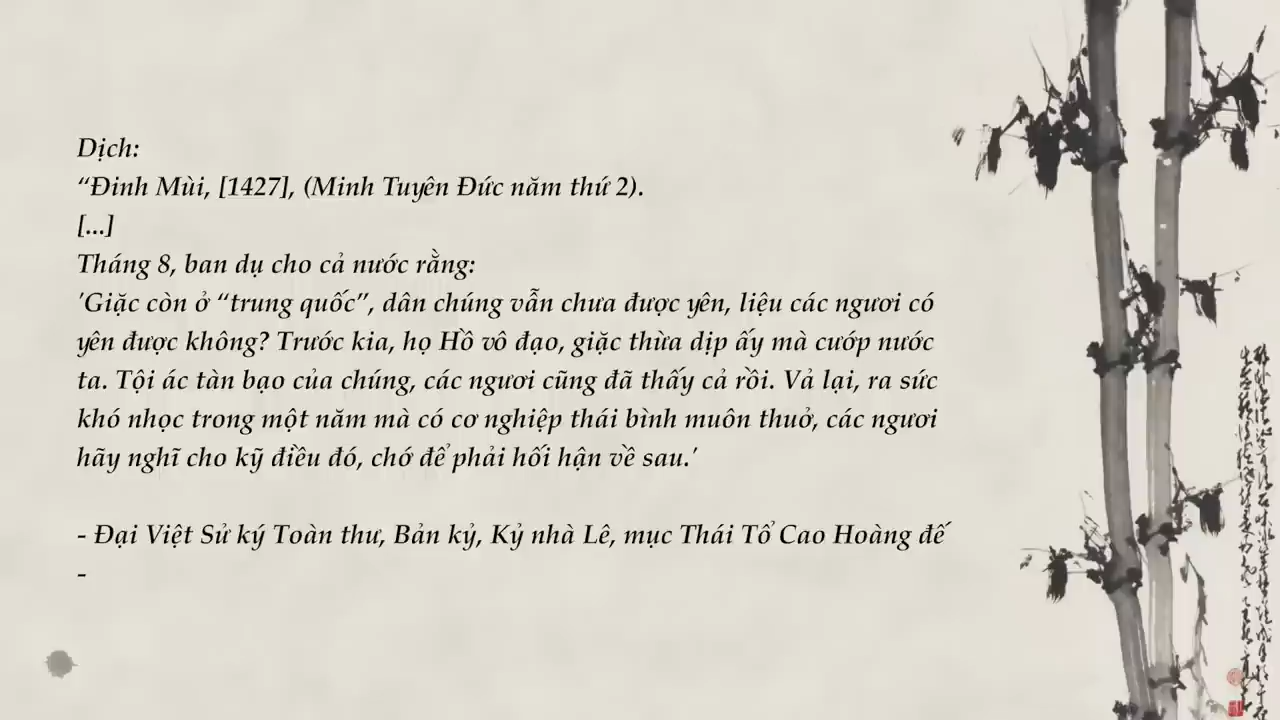 Dịch:
“Đinh Mùi, [1427], (Minh Tuyên Đức năm thứ 2).
[...]
Tháng 8, ban dụ cho cả nước rằng:
'Giặc còn ở “trung quốc”, dân chúng vẫn chưa được yên, liệu các ngươi có
yên được không? Trước kia, họ Hồ vô đạo, giặc thừa dịp ấy mà cướp nước
ta. Tội ác tàn bạo của chúng, các ngươi cũng đã thấy cả rồi. Vả lại, ra sức
khó nhọc trong một năm mà có cơ nghiệp thái bình muôn thuở, các ngươi
hãy nghĩ cho kỹ điều đó, chớ để phải hối hận về sau.'
- Đại Việt Sử ký Toàn thư, Bản kỷ, Kỷ nhà Lê, mục Thái Tổ Cao Hoàng đế
-